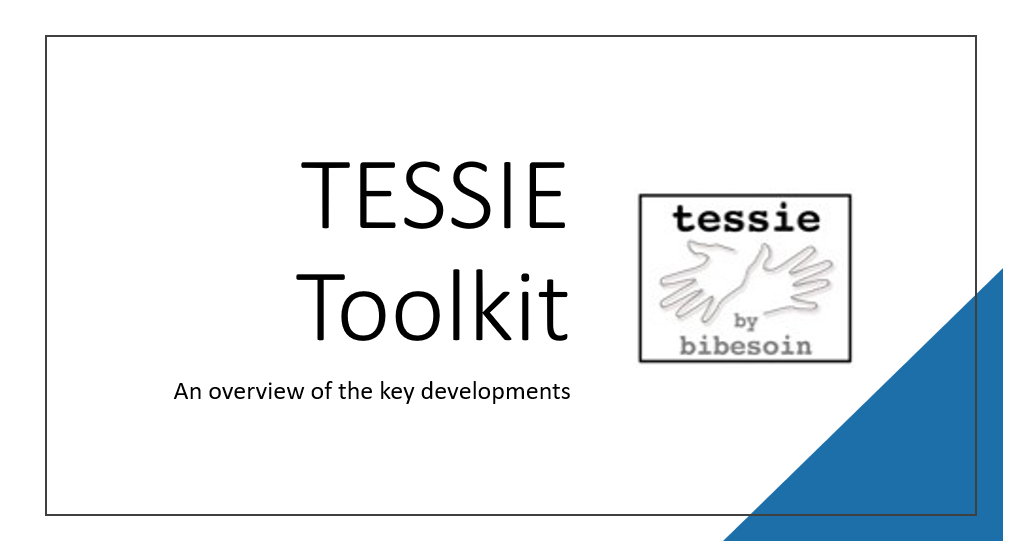 TESSIE
Toolkit
An overview of the key developments
tessie
by
bibesoin